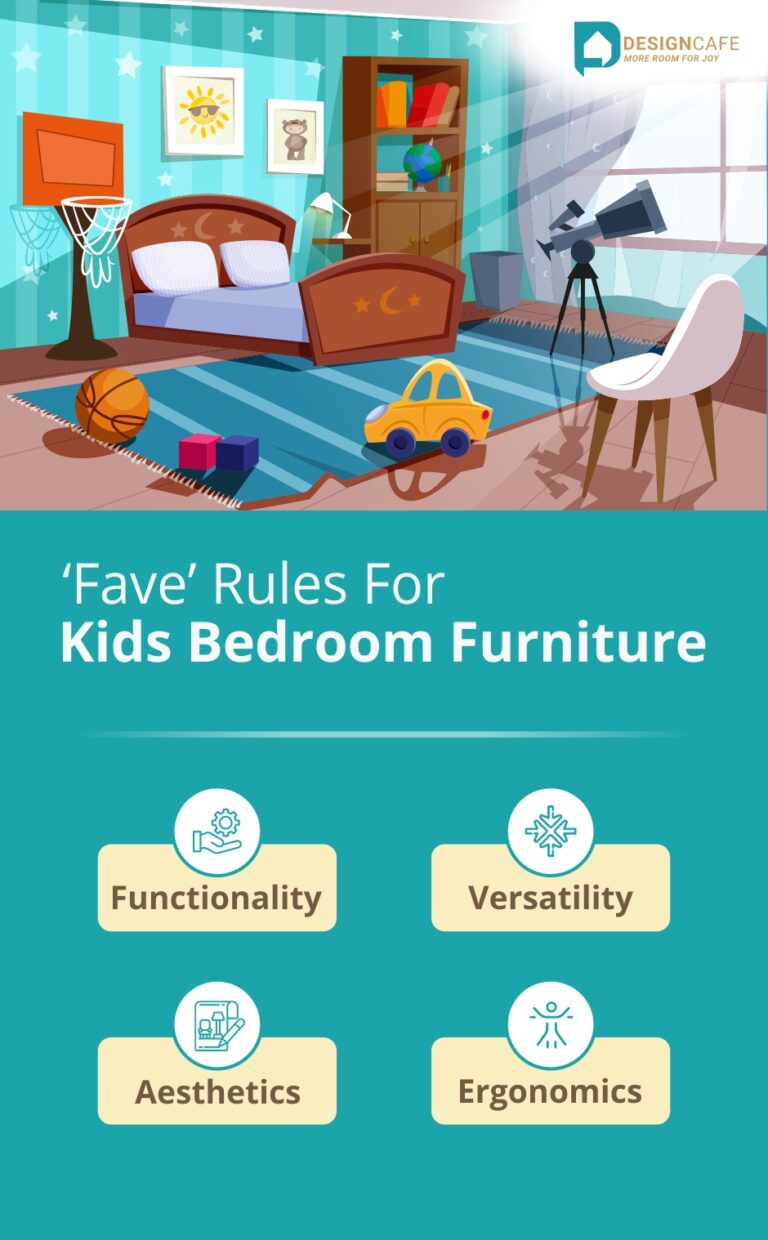 DESIGNCAFE
MORE ROOM FOR JOY
‘Fave’ Rules For
Kids Bedroom Furniture
Functionality
Versatility
Aesthetics
Ergonomics